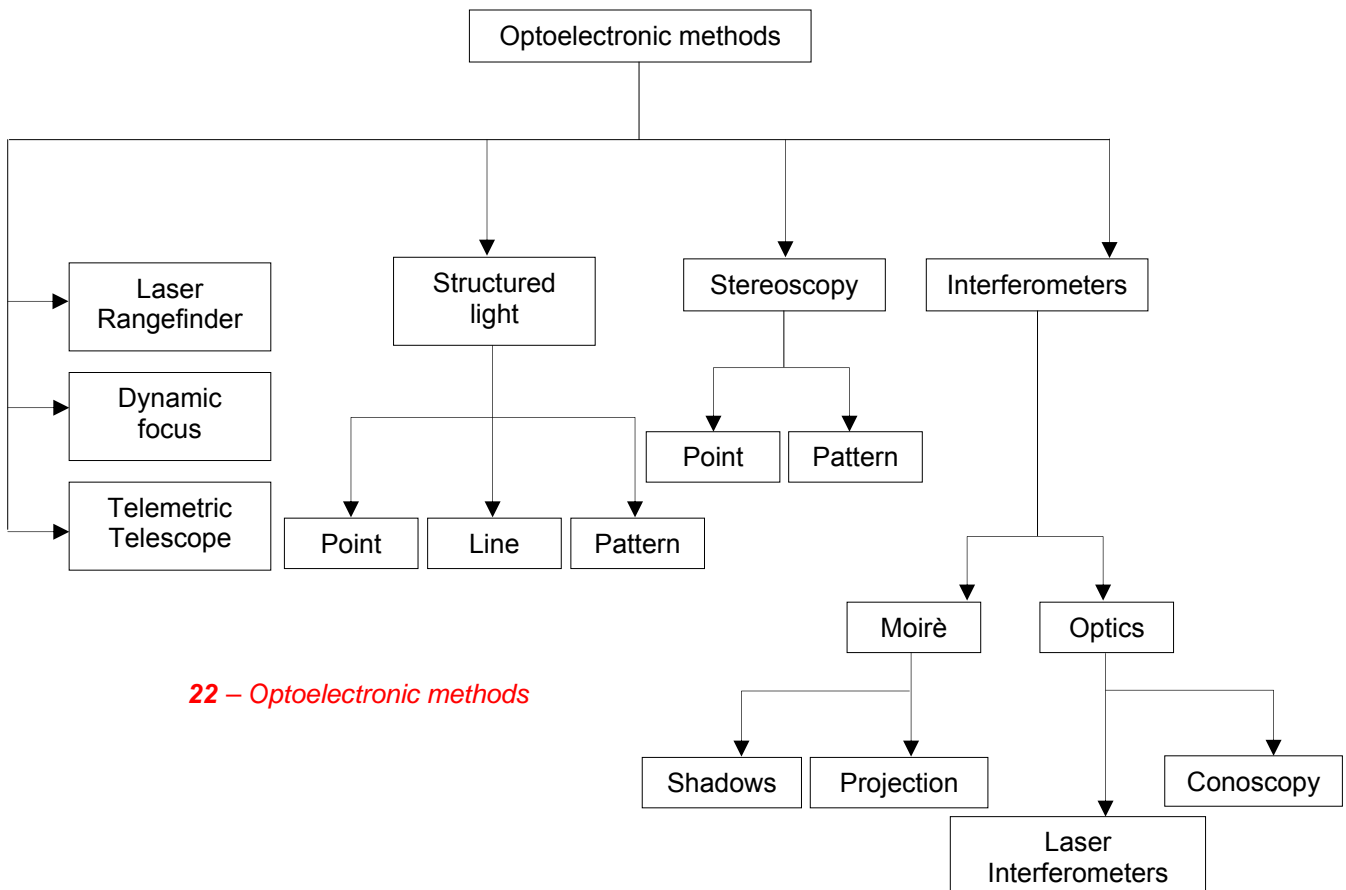 Optoelectronic methods
Laser
Rangefinder
Dynamic
focus
Telemetric
Telescope
Structured
light
Stereoscopy
Interferometers
Point
Line
Pattern
Point
Pattern
Moirè
Optics
Shadows
Projection
Conoscopy
Laser
Interferometers
22 – Optoelectronic methods